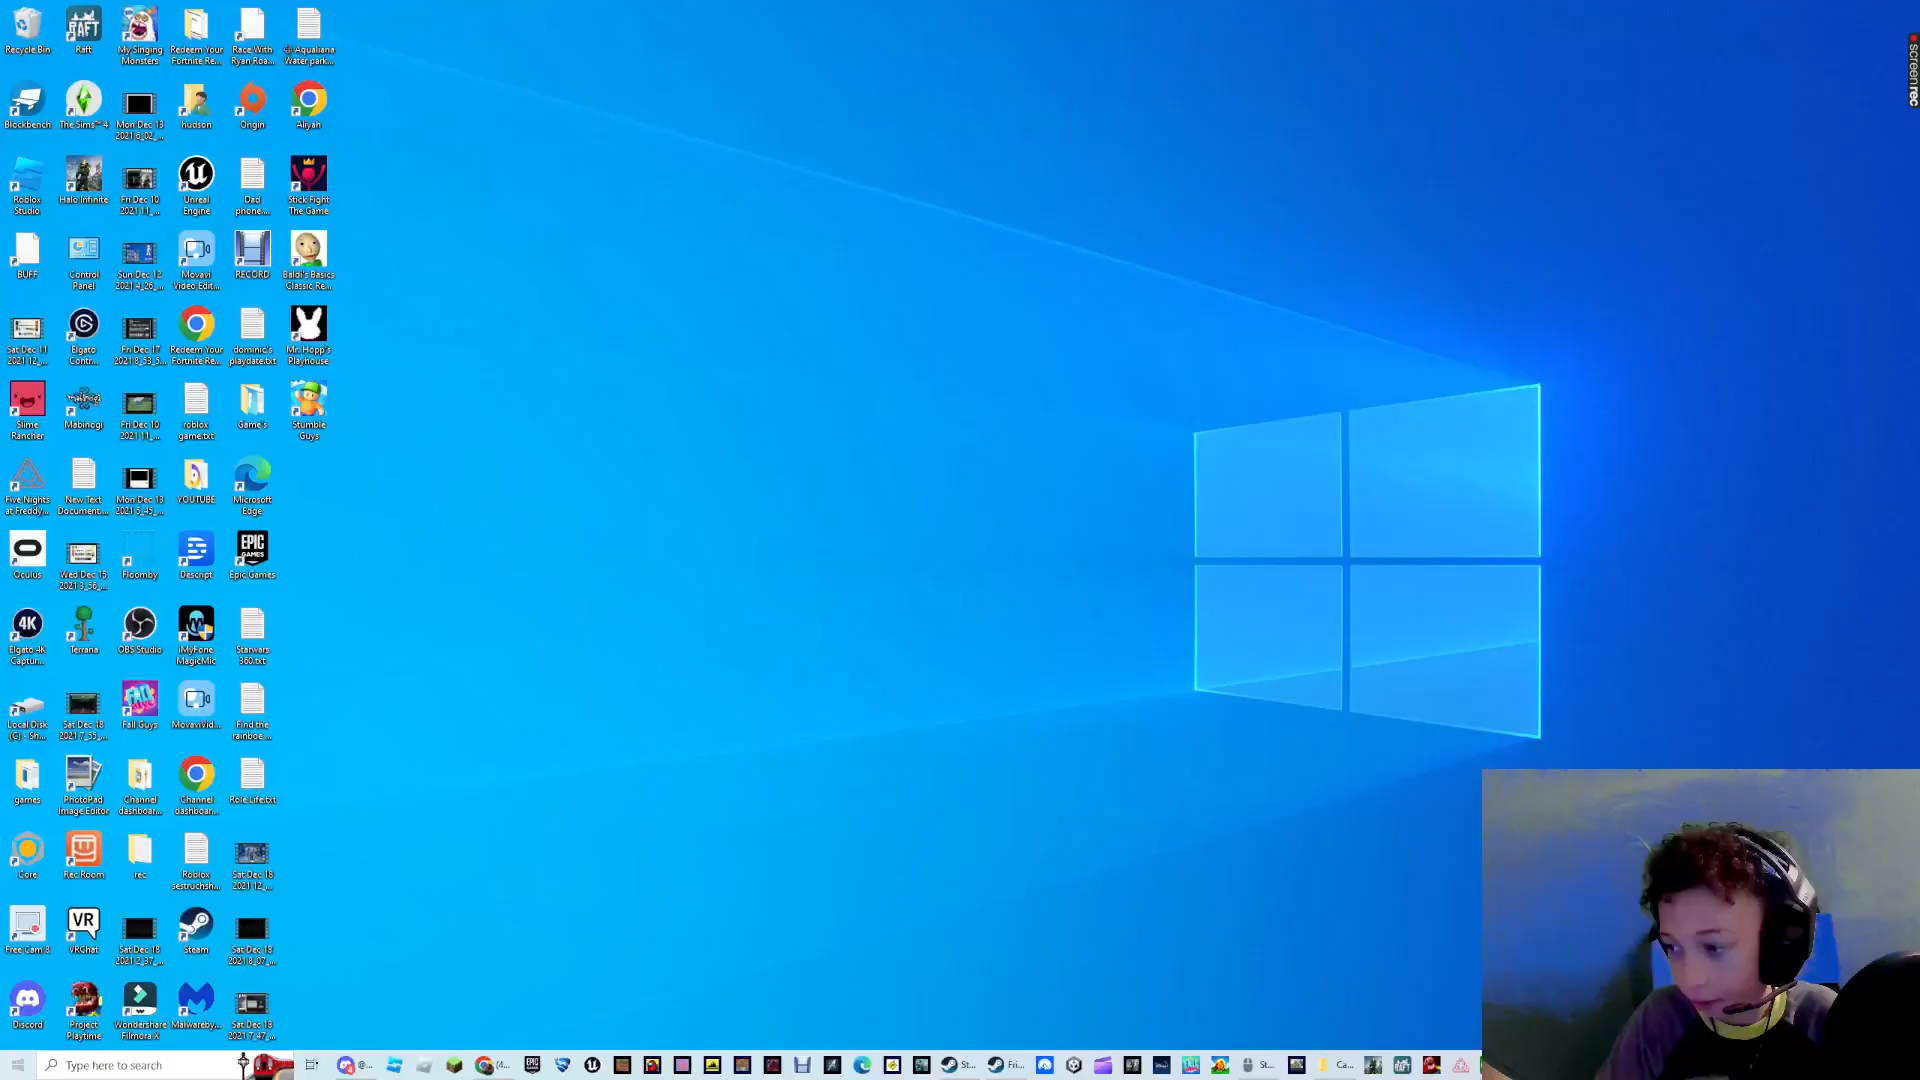 Recycle Bin
Raft
My Singing
Monsters
Redeem Your
Fortnite Re...
Race With
Ryan Roa...
Aqualiana
Water park...
Blockbench
The Sims™ 4
Mon Dec 13
2021 6_02_...
hudson
Origin
Aliyah
Roblox
Studio
Halo Infinite
Fri Dec 10
2021 11_...
Unreal
Engine
Dad
phone....
Stick Fight
The Game
BUFF
Control
Panel
Sun Dec 12
2021 4_26_...
Movavi
Video Edit...
RECORD
Baldi's Basics
Classic Re...
Sat Dec 11
2021 12_...
Elgato
Contr...
Fri Dec 17
2021 8_53_5...
Redeem Your
Fortnite Re...
dominic's
playdate.txt
Mr. Hopp's
Playhouse
Slime
Rancher
Mabinogi
Fri Dec 10
2021 11_...
roblox
game.txt
Game's
Stumble
Guys
Five Nights
at Freddy...
New Text
Document....
Mon Dec 13
2021 5_45_...
YOUTUBE
Microsoft
Edge
Oculus
Wed Dec 15
2021 3_56_...
Floomby
Descript
EPIC
GAMES
Epic Games
4K
Elgato 4K
Captur...
Terraria
OBS Studio
iMyFone
MagicMic
Starwars
360.txt
Local Disk
(C) - Sh...
Sat Dec 18
2021 7_55_...
Fall Guys
MovaviVid...
Find the
rainboe...
games
PhotoPad
Image Editor
Channel
dashboar...
Channel
dashboar...
Role Life.txt
Core
Rec Room
rec
Roblox
sestruchsh...
Sat Dec 18
2021 12_...
Free Cam 8
VR
VRChat
Sat Dec 18
2021 2_37_...
Steam
Sat Dec 18
2021 8_07_...
Discord
Project
Playtime
Wondershare
Filmora X
Malwareby...
Sat Dec 18
2021 7_47_...
screenrec
Type here to search
@...
(4...
St...
Fri...
St...
Ca...